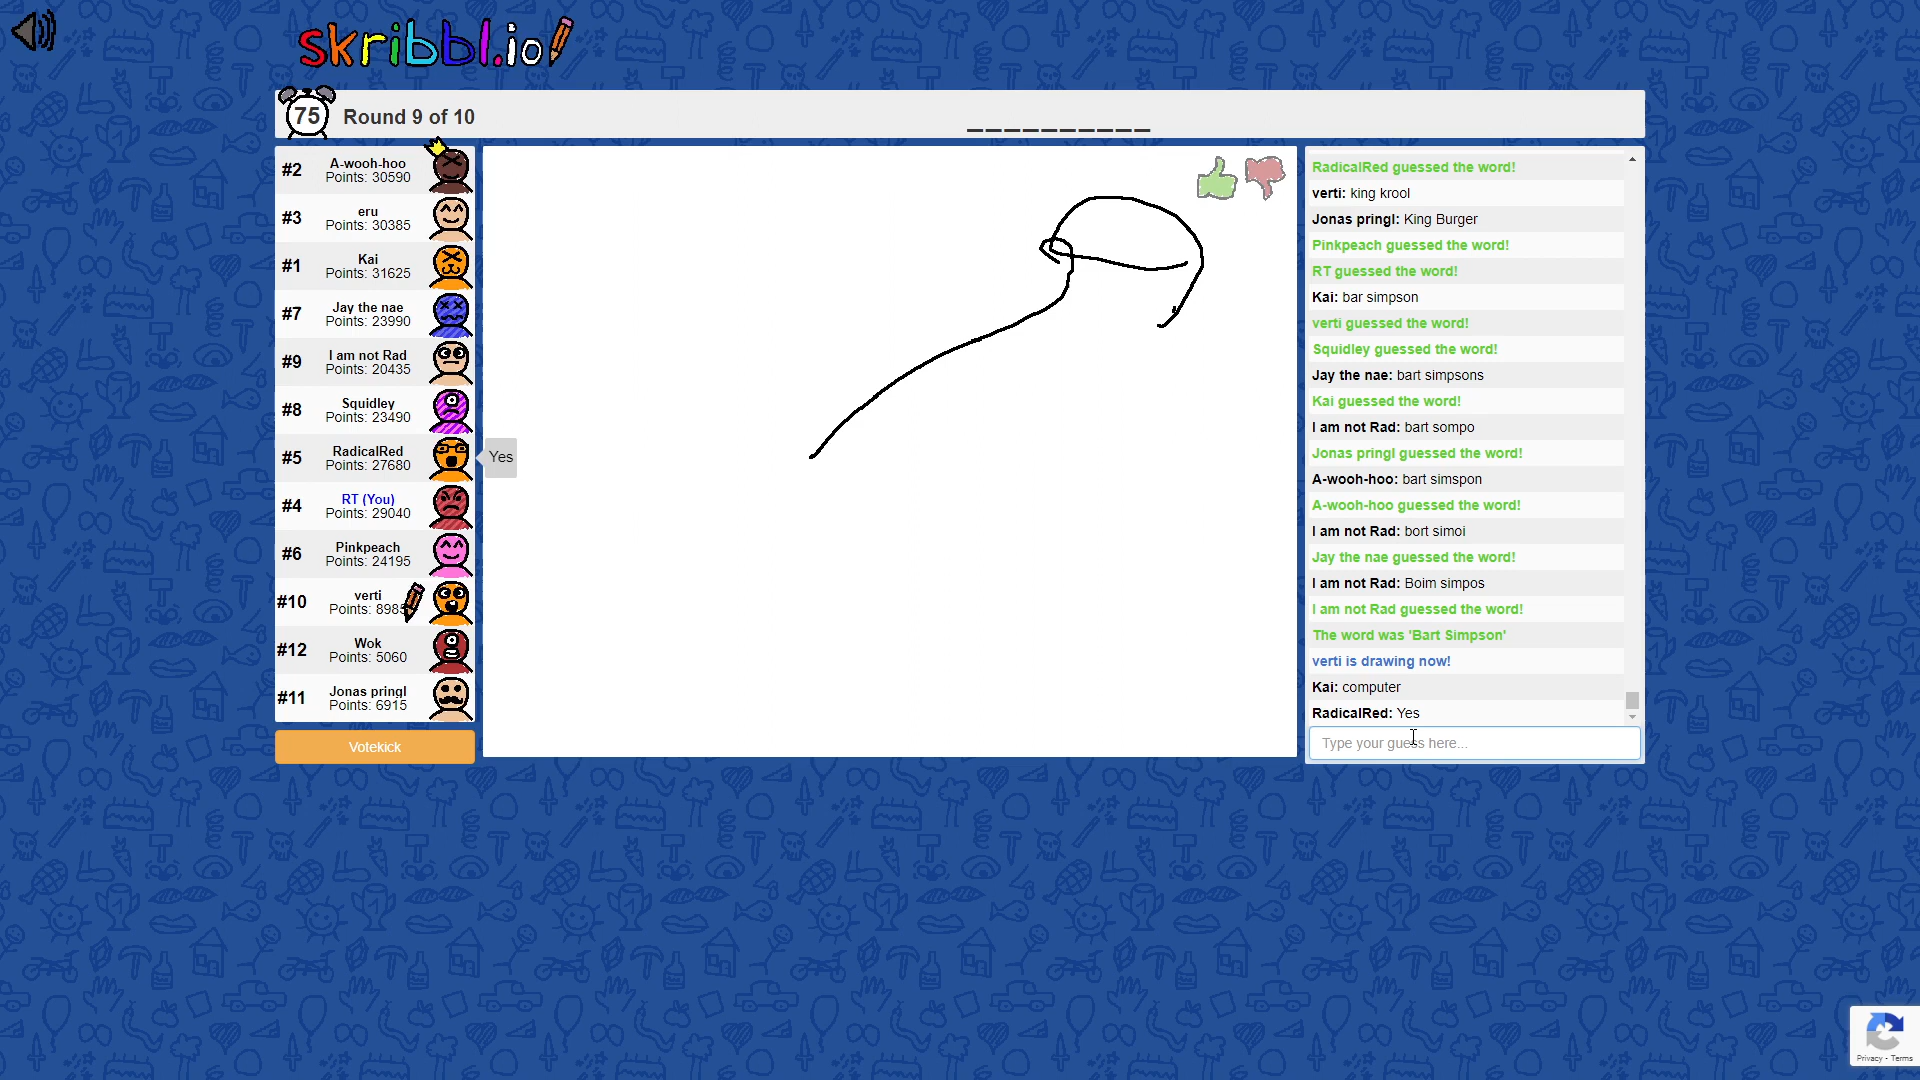 skribbl.io
75
Round 9 of 10
__________
#2
A-wooh-hoo
Points: 30590
#3
eru
Points: 30385
#1
Kai
Points: 31625
#7
Jay the nae
Points: 23990
#9
I am not Rad
Points: 20435
#8
Squidley
Points: 23490
#5
RadicalRed
Points: 27680
Yes
#4
RT (You)
Points: 29040
#6
Pinkpeach
Points: 24195
#10
verti
Points: 8985
#12
Wok
Points: 5060
#11
Jonas pringl
Points: 6915
Votekick
RadicalRed guessed the word!
verti: king krool
Jonas pringl: King Burger
Pinkpeach guessed the word!
RT guessed the word!
Kai: bar simpson
verti guessed the word!
Squidley guessed the word!
Jay the nae: bart simpsons
Kai guessed the word!
I am not Rad: bart sompo
Jonas pringl guessed the word!
A-wooh-hoo: bart simspon
A-wooh-hoo guessed the word!
I am not Rad: bort simoi
Jay the nae guessed the word!
I am not Rad: Boim simpos
I am not Rad guessed the word!
The word was 'Bart Simpson'
verti is drawing now!
Kai: computer
RadicalRed: Yes
Type your guess here...
Privacy - Terms